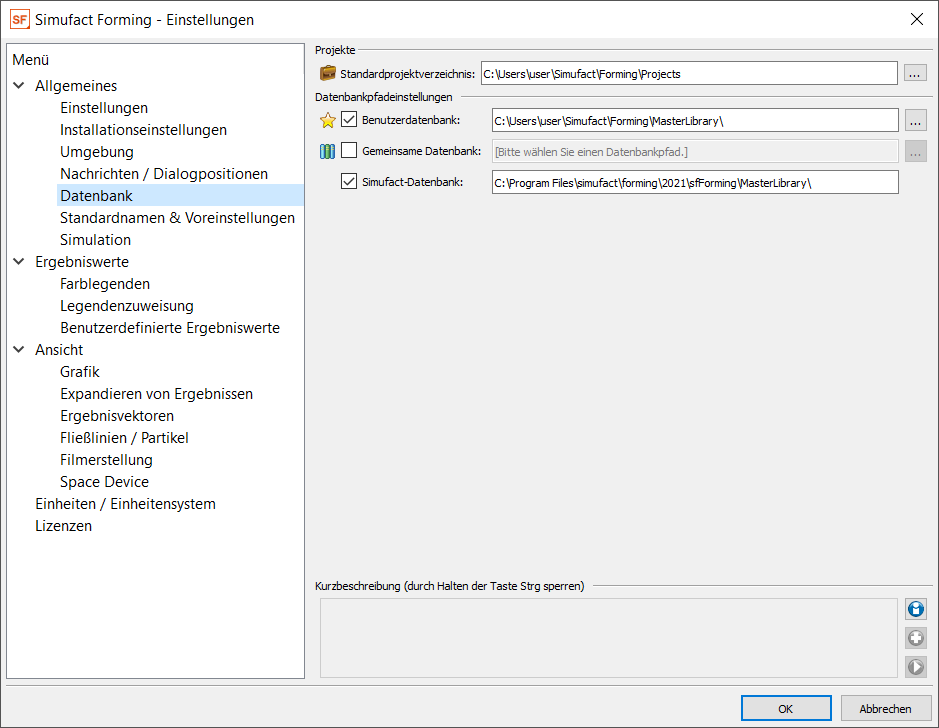 SF Simufact Forming - Einstellungen
Menü
Allgemeines
Einstellungen
Installationseinstellungen
Umgebung
Nachrichten / Dialogpositionen
Datenbank
Standardnamen & Voreinstellungen
Simulation
Ergebniswerte
Farblegenden
Legendenzuweisung
Benutzerdefinierte Ergebniswerte
Ansicht
Grafik
Expandieren von Ergebnissen
Ergebnisvektoren
Fließlinien / Partikel
Filmerstellung
Space Device
Einheiten / Einheitensystem
Lizenzen
Projekte
Standardprojektverzeichnis: C:\Users\user\Simufact\Forming\Projects ...
Datenbankpfadeinstellungen
Benutzerdatenbank: C:\Users\user\Simufact\Forming\MasterLibrary\ ...
Gemeinsame Datenbank: [Bitte wählen Sie einen Datenbankpfad.] ...
Simufact-Datenbank: C:\Program Files\simufact\forming\2021\sfForming\MasterLibrary\
Kurzbeschreibung (durch Halten der Taste Strg sperren)
OK Abbrechen